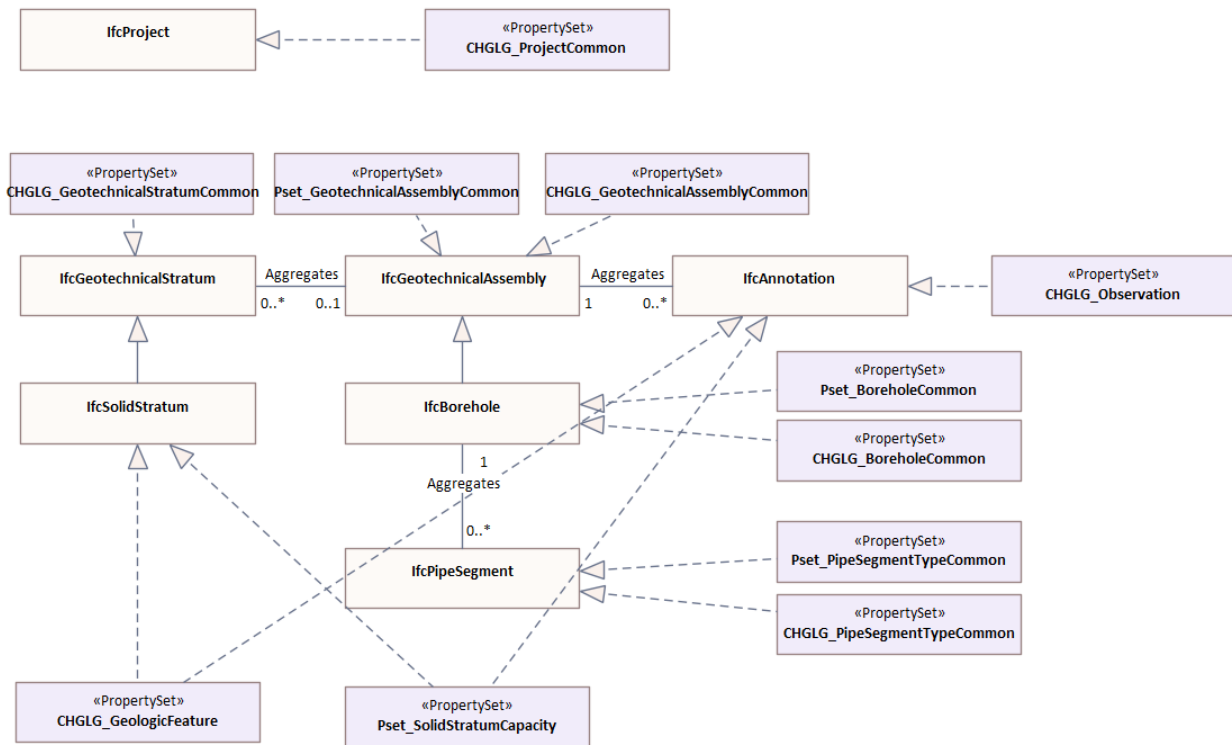 IfcProject
«PropertySet»
CHGLG_ProjectCommon
«PropertySet»
CHGLG_GeotechnicalStratumCommon
«PropertySet»
Pset_GeotechnicalAssemblyCommon
«PropertySet»
CHGLG_GeotechnicalAssemblyCommon
IfcGeotechnicalStratum
Aggregates
0..*
0..1
IfcGeotechnicalAssembly
Aggregates
1
0..*
IfcAnnotation
«PropertySet»
CHGLG_Observation
IfcSolidStratum
IfcBorehole
«PropertySet»
Pset_BoreholeCommon
«PropertySet»
CHGLG_BoreholeCommon
1
Aggregates
0..*
IfcPipeSegment
«PropertySet»
Pset_PipeSegmentTypeCommon
«PropertySet»
CHGLG_PipeSegmentTypeCommon
«PropertySet»
CHGLG_GeologicFeature
«PropertySet»
Pset_SolidStratumCapacity